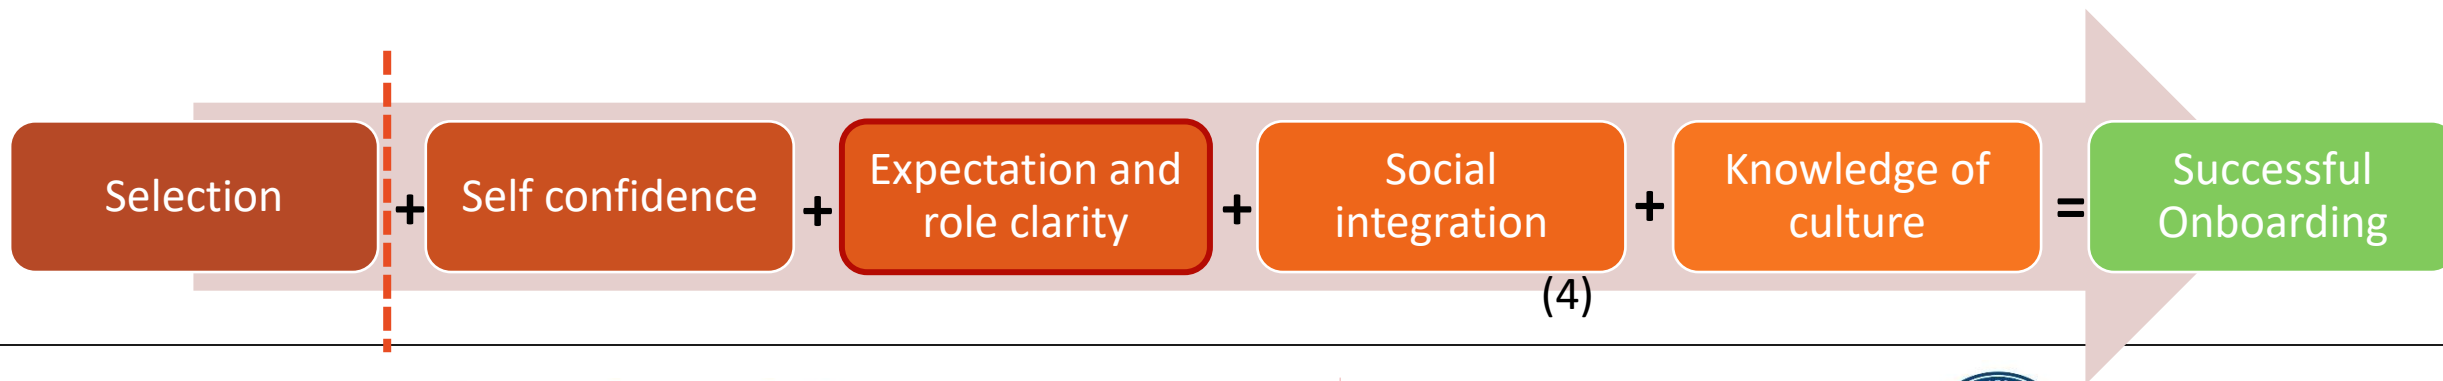 Selection
+
Self confidence
+
Expectation and
role clarity
+
Social
integration
+
Knowledge of
culture
=
Successful
Onboarding
(4)